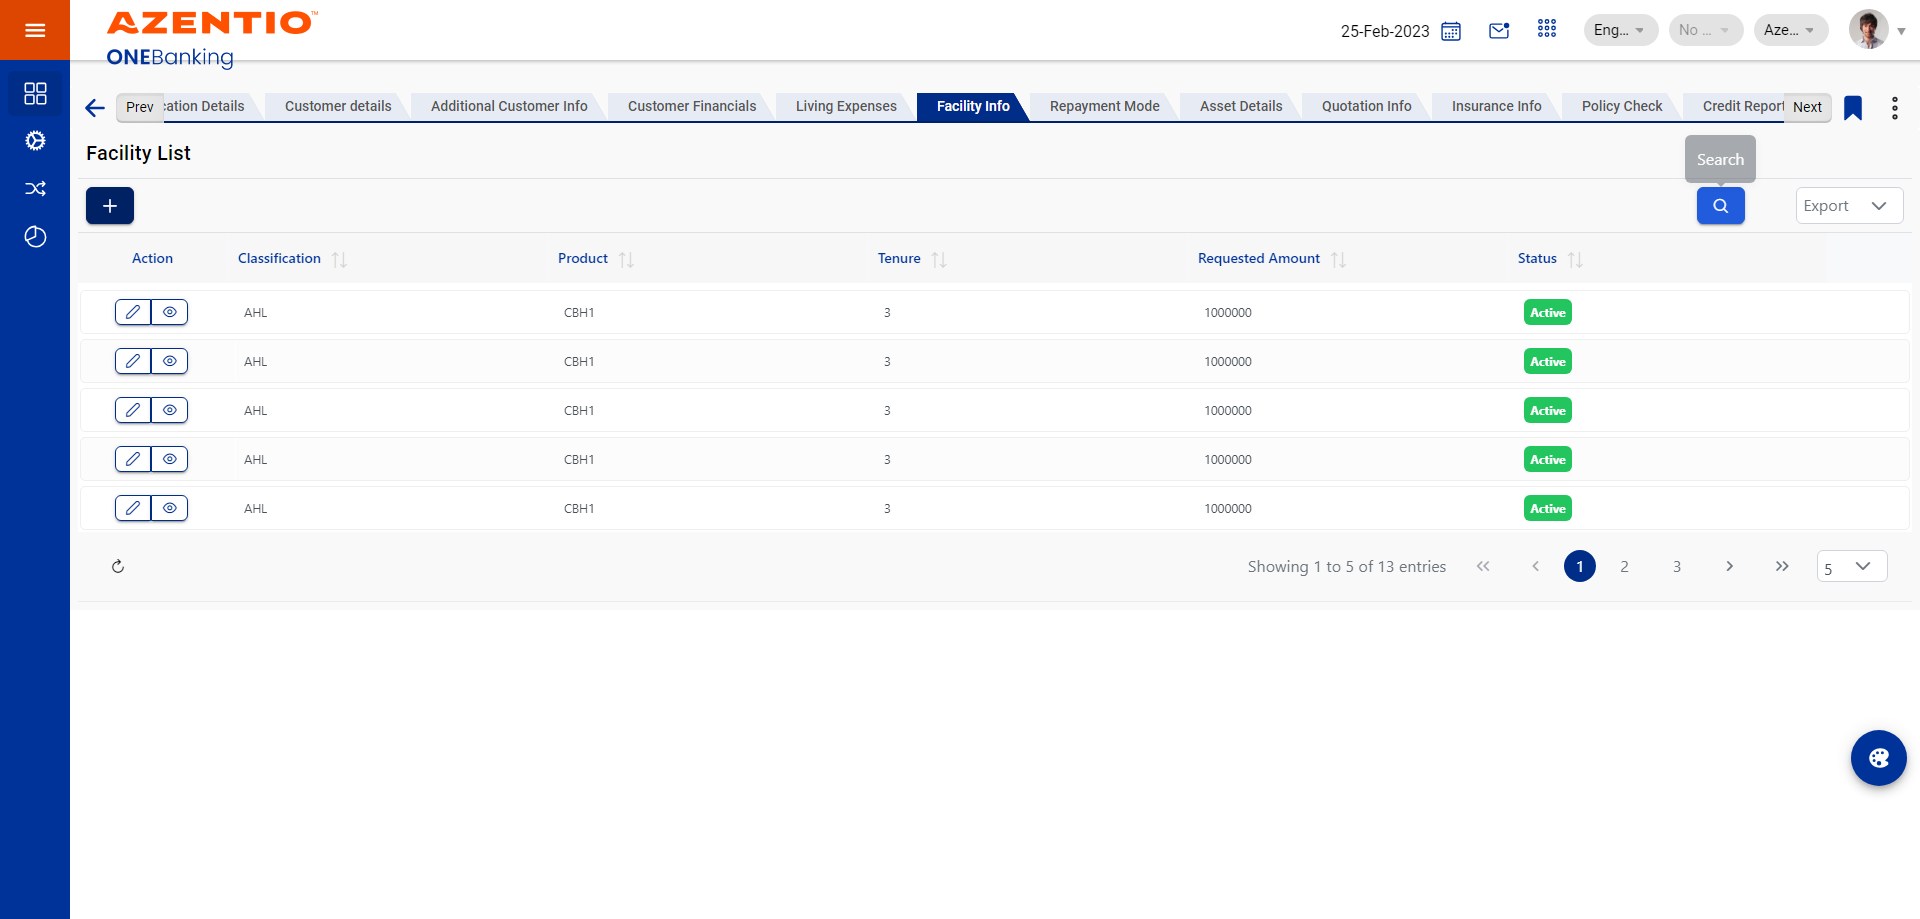 AZENTIO™
ONEBanking
25-Feb-2023
Eng...
No ...
Aze...
Prev
cation Details
Customer details
Additional Customer Info
Customer Financials
Living Expenses
Facility Info
Repayment Mode
Asset Details
Quotation Info
Insurance Info
Policy Check
Credit Report
Next
Facility List
Search
+
Export
Action
Classification
Product
Tenure
Requested Amount
Status
AHL CBH1 3 1000000 Active
AHL CBH1 3 1000000 Active
AHL CBH1 3 1000000 Active
AHL CBH1 3 1000000 Active
AHL CBH1 3 1000000 Active
Showing 1 to 5 of 13 entries
1 2 3
5